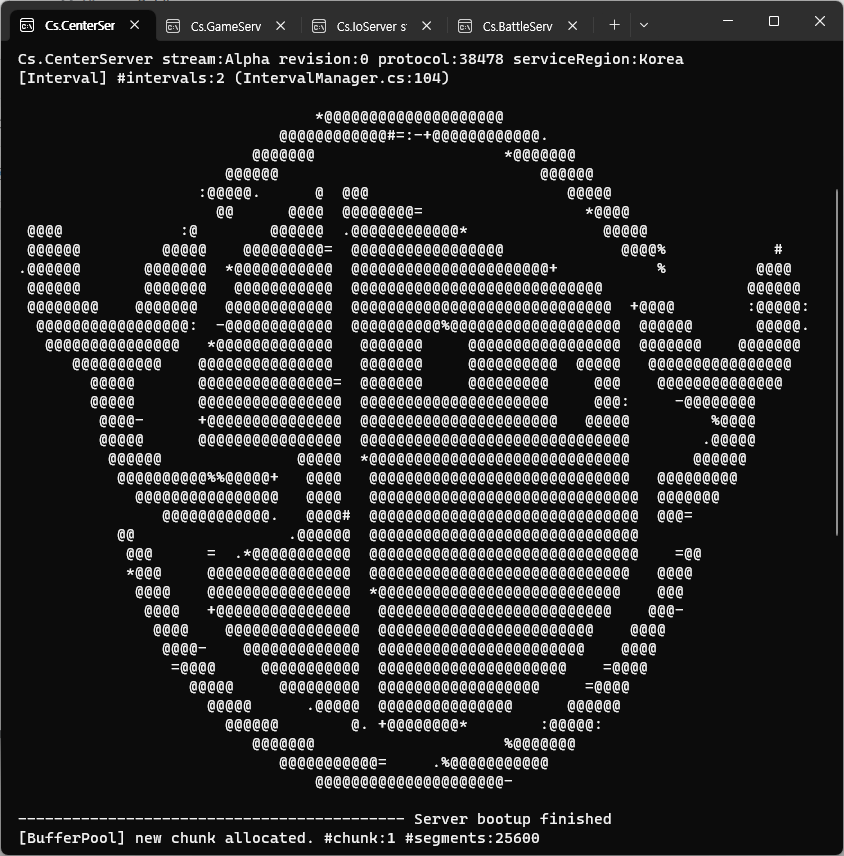 Cs.CenterSer
Cs.GameServ
Cs.IoServer s
Cs.BattleServ
Cs.CenterServer stream:Alpha revision:0 protocol:38478 serviceRegion:Korea
[Interval] #intervals:2 (IntervalManager.cs:104)
------------------------------------------- Server bootup finished
[BufferPool] new chunk allocated. #chunk:1 #segments:25600